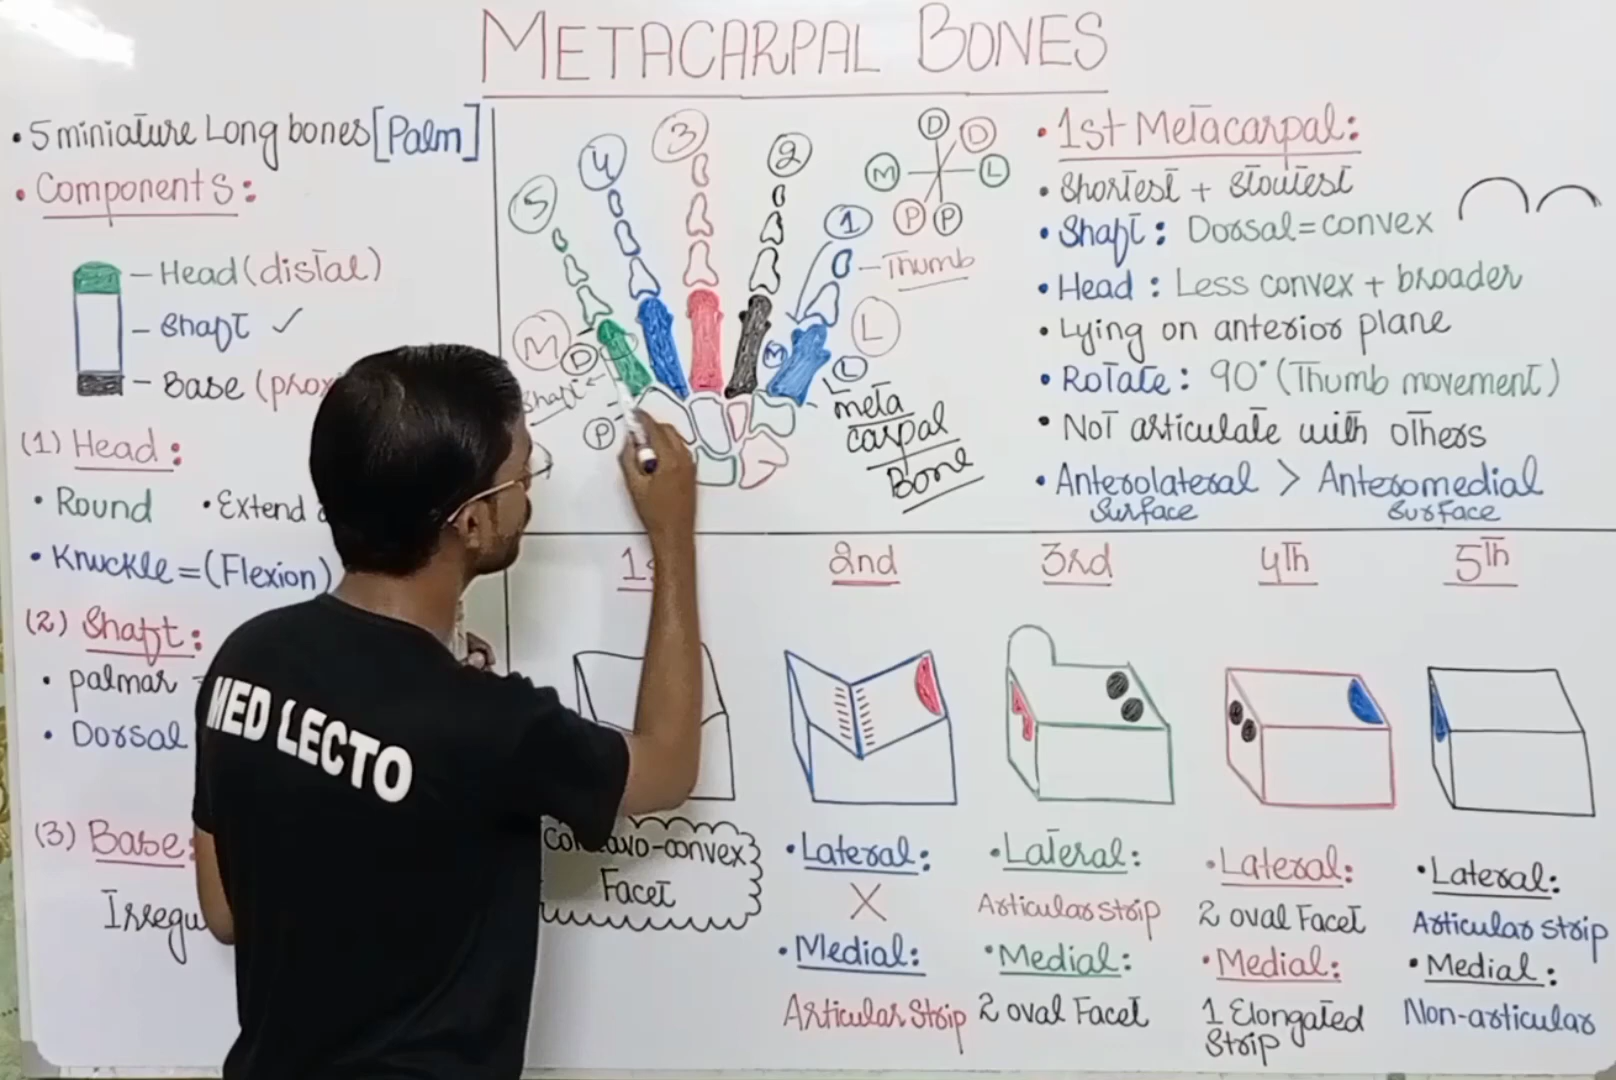 METACARPAL BONES
• 5 miniature Long bones [Palm]
• Components:
Head (distal)
Shaft ✓
Base
(1) Head:
• Round • Extend
• Knuckle = (Flexion)
(2) Shaft:
• palmar
• Dorsal
(3) Base:
5 4 3 2 1
D D
M L
P P
Thumb
M L
D M L
Shaft
P
meta
carpal
Bone
• 1st Metacarpal:
• Shortest + Stoutest
• Shaft: Dorsal = convex
• Head: Less convex + broader
• Lying on anterior plane
• Rotate: 90° (Thumb movement)
• Not articulate with others
• Anterolateral > Anteromedial
Surface Surface
2nd 3rd 4th 5th
-convex
Facet
• Lateral:
X
• Medial:
Articular Strip
• Lateral:
Articular strip
• Medial:
2 oval Facet
• Lateral:
2 oval Facet
• Medial:
1 Elongated
Strip
• Lateral:
Articular strip
• Medial:
Non-articular
MED LECTO